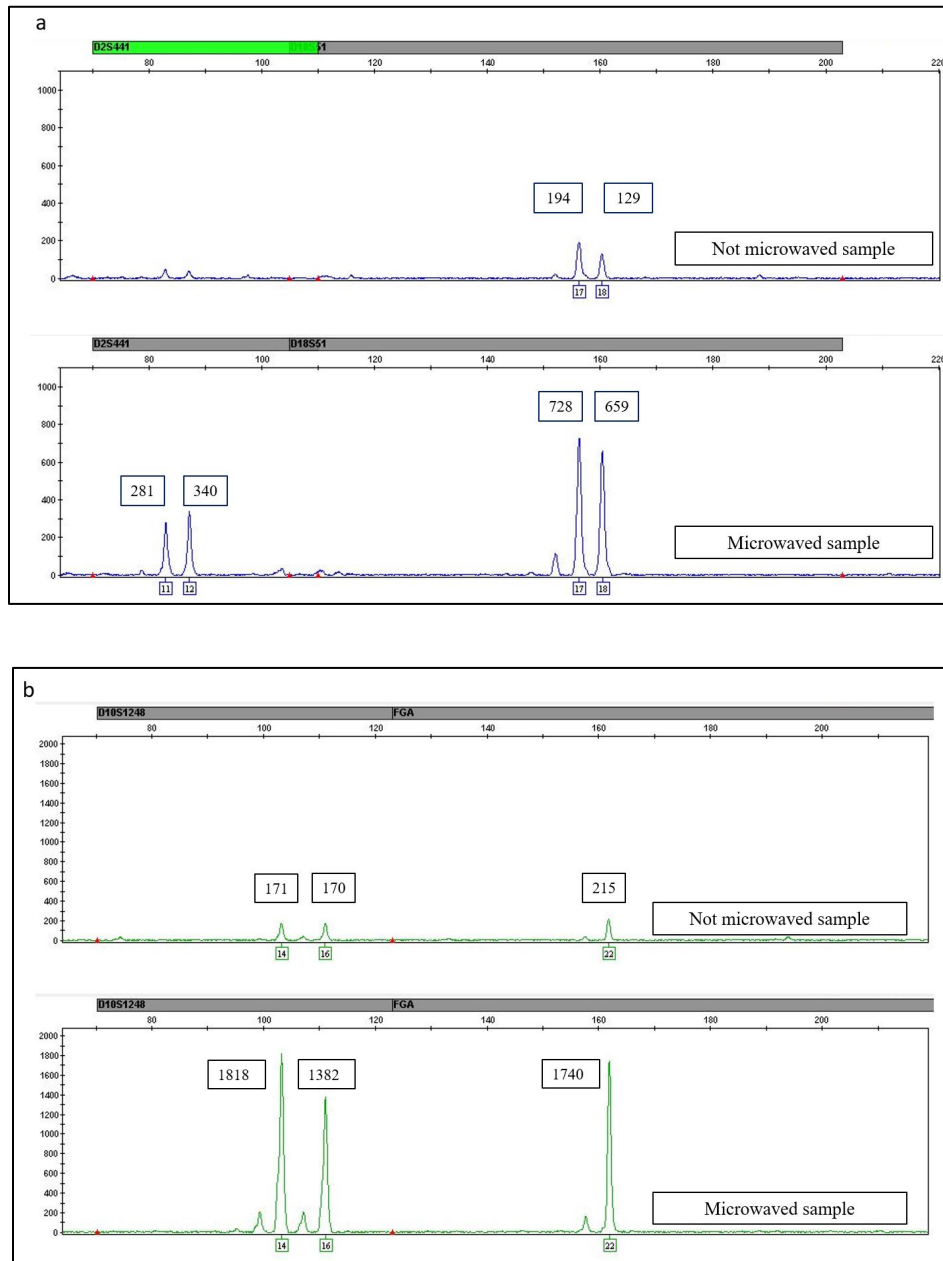 a
D2S441 D18S51
80 100 120 140 160 180 200 220
1000
800
600
400
200
0
194 129
Not microwaved sample
17 18
D2S441 D18S51
80 100 120 140 160 180 200 220
1000
800
600
400
200
0
728 659
281 340
Microwaved sample
11 12 17 18
b
D10S1248 FGA
80 100 120 140 160 180 200
2000
1800
1600
1400
1200
1000
800
600
400
200
0
171 170 215
Not microwaved sample
14 16 22
D10S1248 FGA
80 100 120 140 160 180 200
2000
1800
1600
1400
1200
1000
800
600
400
200
0
1818 1382 1740
Microwaved sample
14 16 22